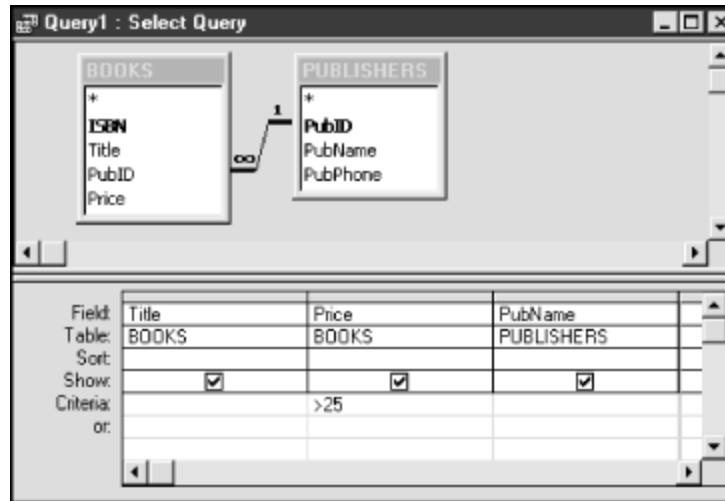 Query1 : Select Query
BOOKS
*
ISBN
Title
PubID
Price
1
∞
PUBLISHERS
*
PubID
PubName
PubPhone
Field: Title Price PubName
Table: BOOKS BOOKS PUBLISHERS
Sort:
Show:
Criteria: >25
or: